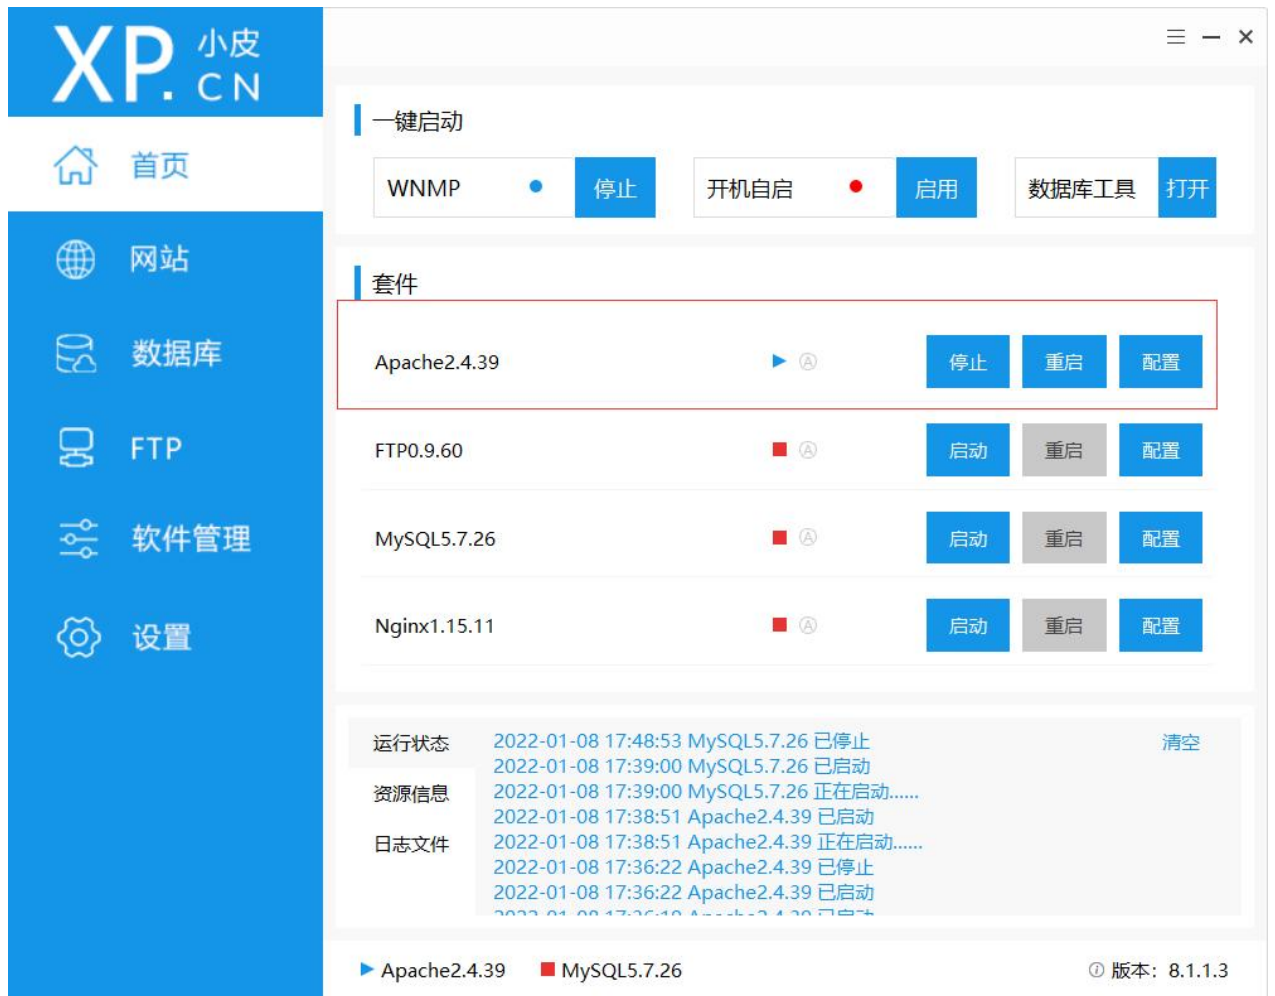 XP.小皮
CN
首页
网站
数据库
FTP
软件管理
设置
一键启动
WNMP 停止 开机自启 启用 数据库工具 打开
套件
Apache2.4.39 A 停止 重启 配置
FTP0.9.60 A 启动 重启 配置
MySQL5.7.26 A 启动 重启 配置
Nginx1.15.11 A 启动 重启 配置
运行状态
资源信息
日志文件
2022-01-08 17:48:53 MySQL5.7.26 已停止
2022-01-08 17:39:00 MySQL5.7.26 已启动
2022-01-08 17:39:00 MySQL5.7.26 正在启动......
2022-01-08 17:38:51 Apache2.4.39 已启动
2022-01-08 17:38:51 Apache2.4.39 正在启动......
2022-01-08 17:36:22 Apache2.4.39 已停止
2022-01-08 17:36:22 Apache2.4.39 已启动
清空
Apache2.4.39 MySQL5.7.26 版本：8.1.1.3